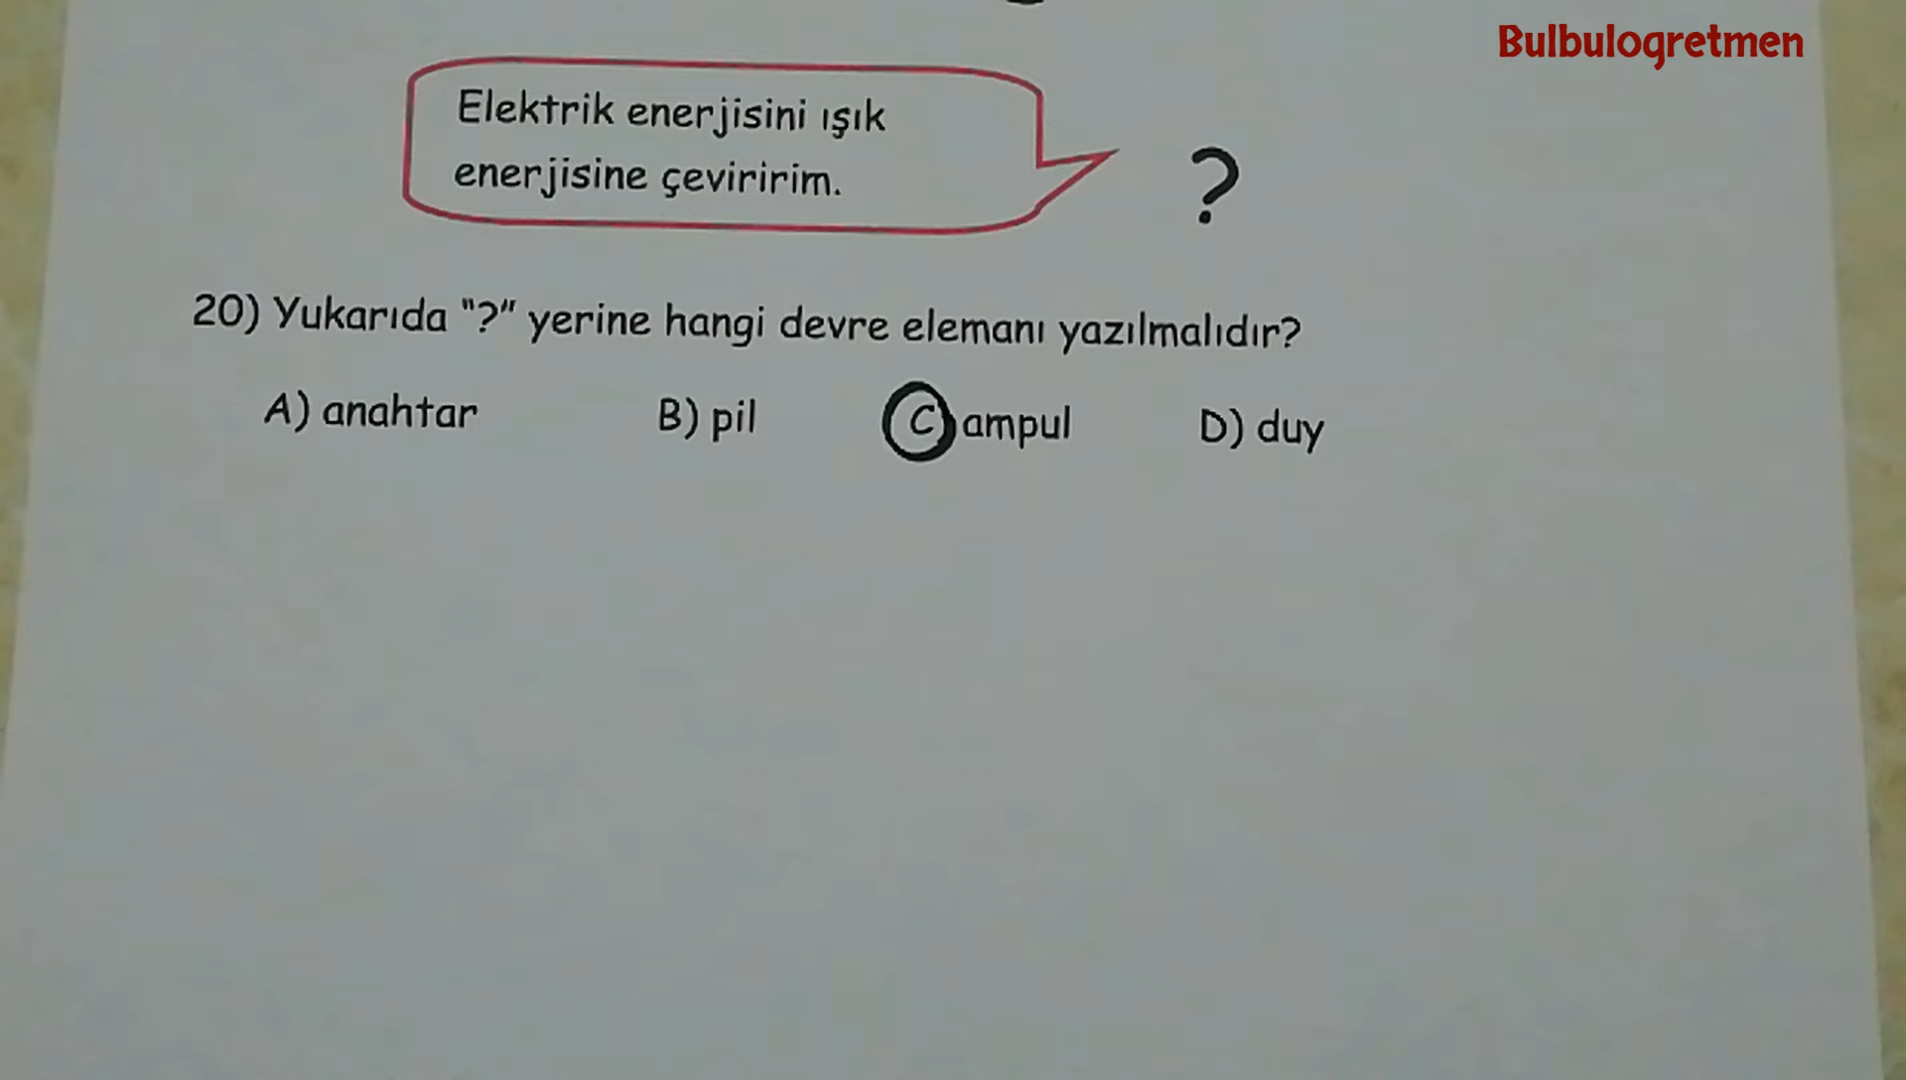 Bulbulogretmen
Elektrik enerjisini ışık
enerjisine çeviririm.
?
20) Yukarıda "?" yerine hangi devre elemanı yazılmalıdır?
A) anahtar B) pil C) ampul D) duy